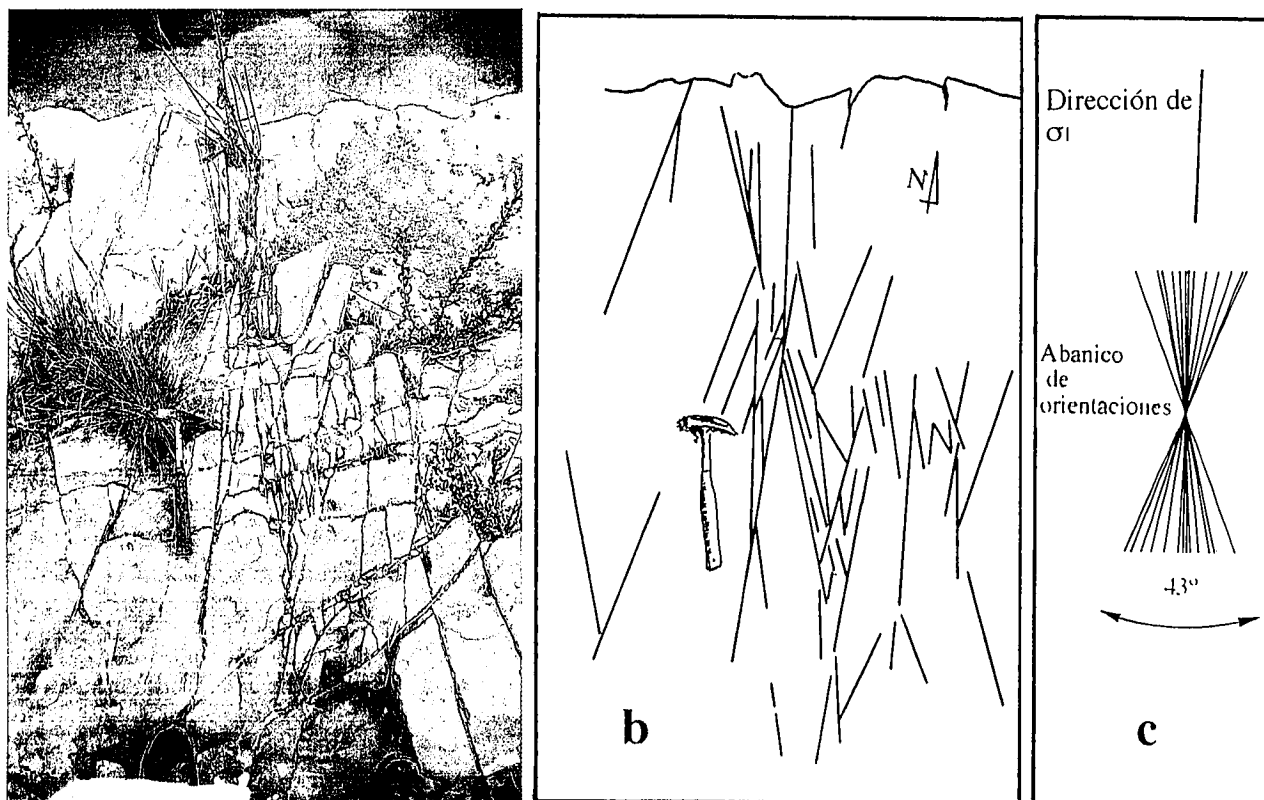 N
b
Dirección de
σ1
Abanico
de
orientaciones
43°
c